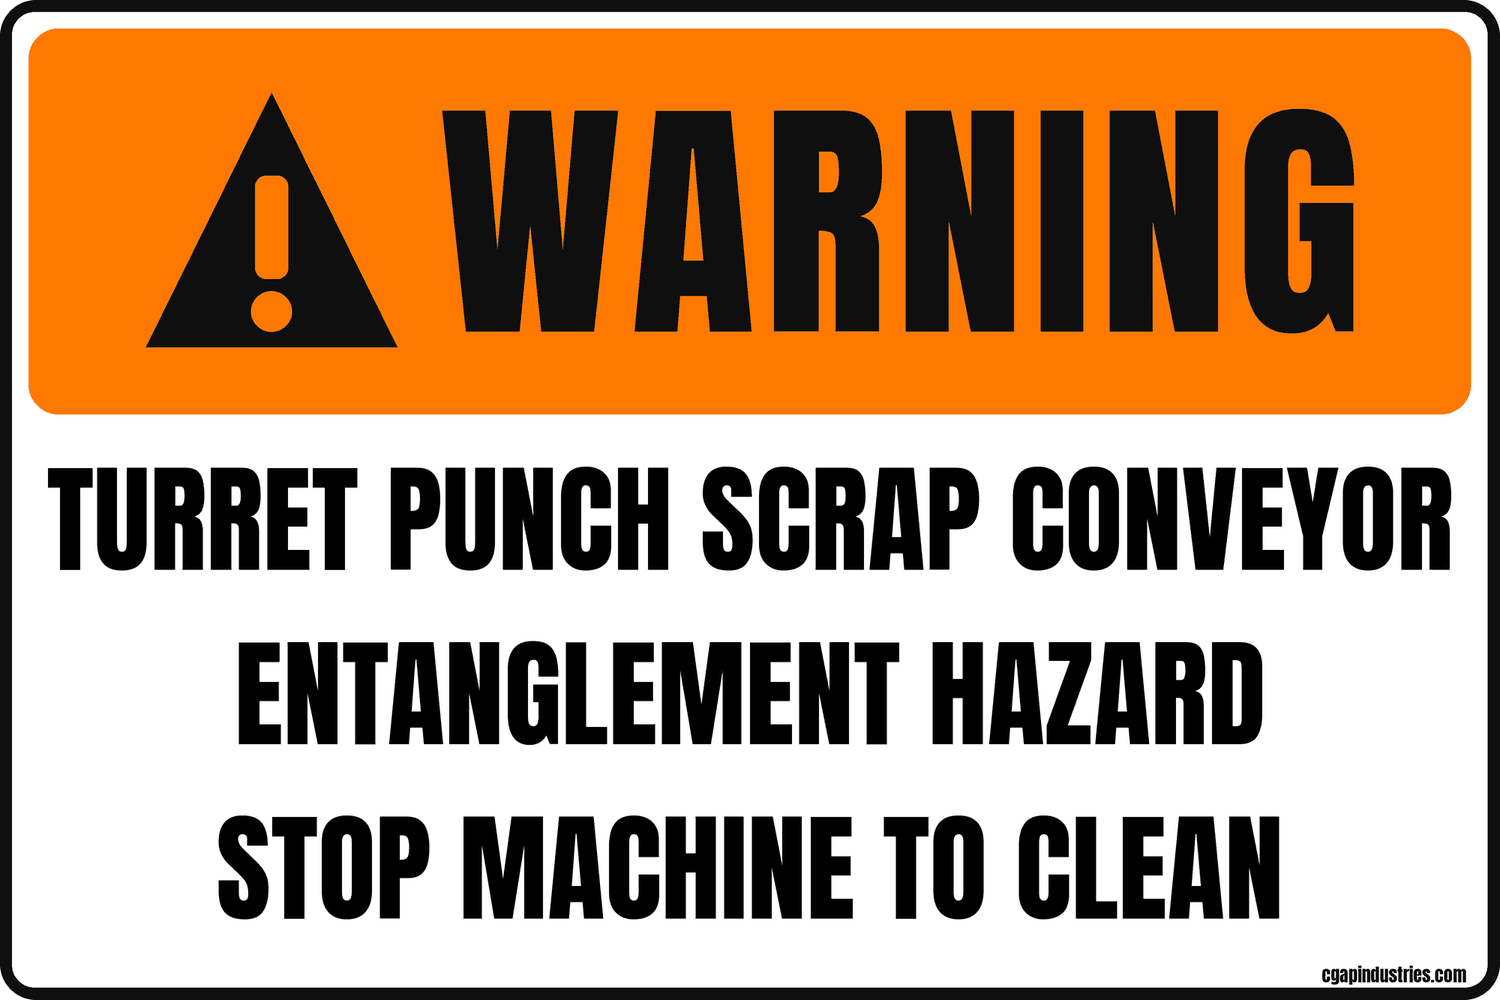 WARNING
TURRET PUNCH SCRAP CONVEYOR
ENTANGLEMENT HAZARD
STOP MACHINE TO CLEAN
cgapindustries.com